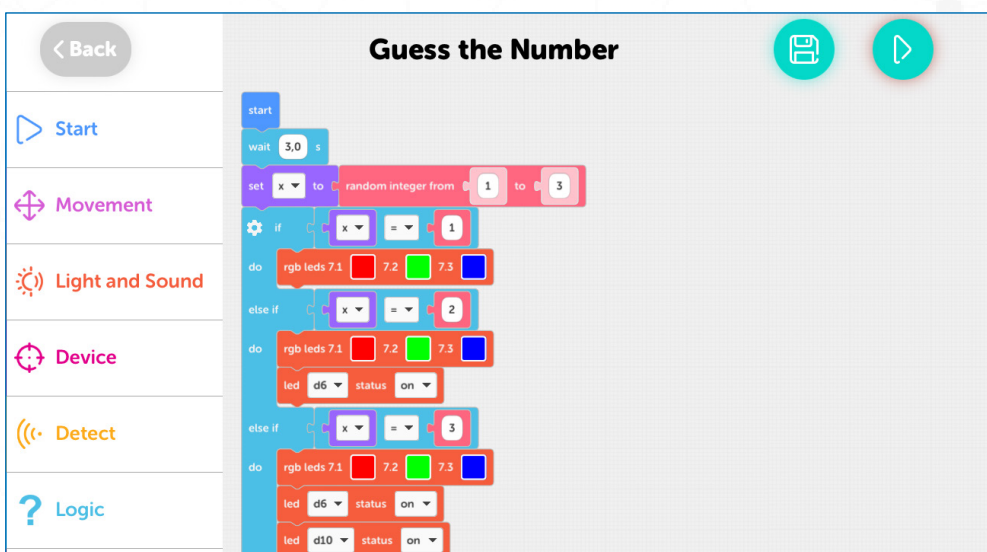 Back
Guess the Number
Start
Movement
Light and Sound
Device
Detect
Logic
start
wait 3,0 s
set x to random integer from 1 to 3
if x = 1
do rgb leds 7.1 7.2 7.3
else if x = 2
do rgb leds 7.1 7.2 7.3
led d6 status on
else if x = 3
do rgb leds 7.1 7.2 7.3
led d6 status on
led d10 status on